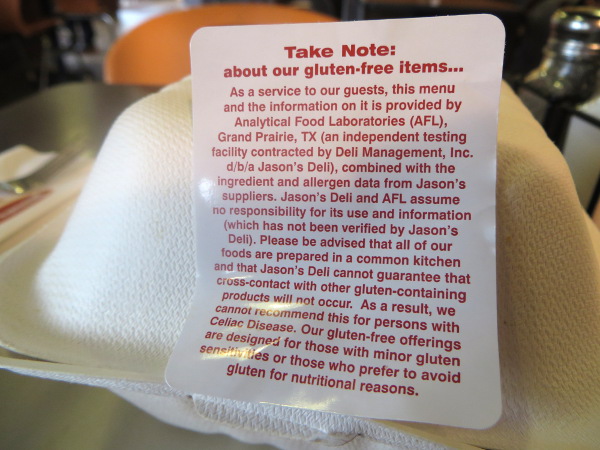 Take Note:
about our gluten-free items...
As a service to our guests, this menu
and the information on it is provided by
Analytical Food Laboratories (AFL),
Grand Prairie, TX (an independent testing
facility contracted by Deli Management, Inc.
d/b/a Jason's Deli), combined with the
ingredient and allergen data from Jason's
suppliers. Jason's Deli and AFL assume
no responsibility for its use and information
(which has not been verified by Jason's
Deli). Please be advised that all of our
foods are prepared in a common kitchen
and that Jason's Deli cannot guarantee that
cross-contact with other gluten-containing
products will not occur. As a result, we
cannot recommend this for persons with
Celiac Disease. Our gluten-free offerings
are designed for those with minor gluten
sensitivities or those who prefer to avoid
gluten for nutritional reasons.